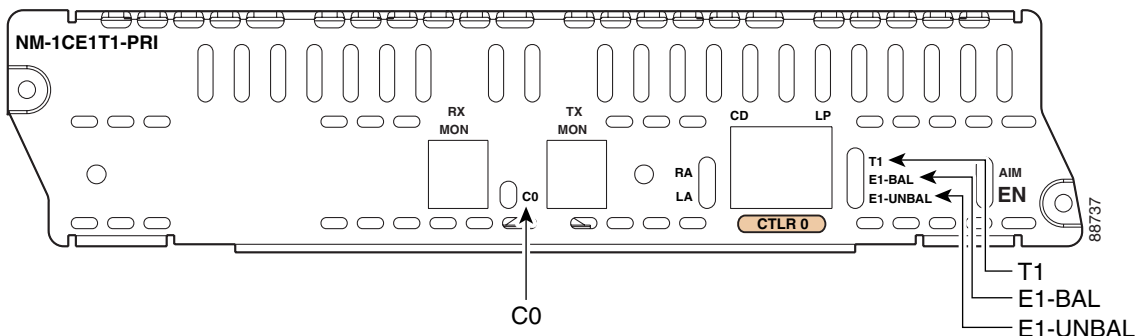 NM-1CE1T1-PRI
RX
MON
TX
MON
CD LP
RA
LA
T1
E1-BAL
E1-UNBAL
AIM
EN
C0
CTLR 0
88737
C0
T1
E1-BAL
E1-UNBAL